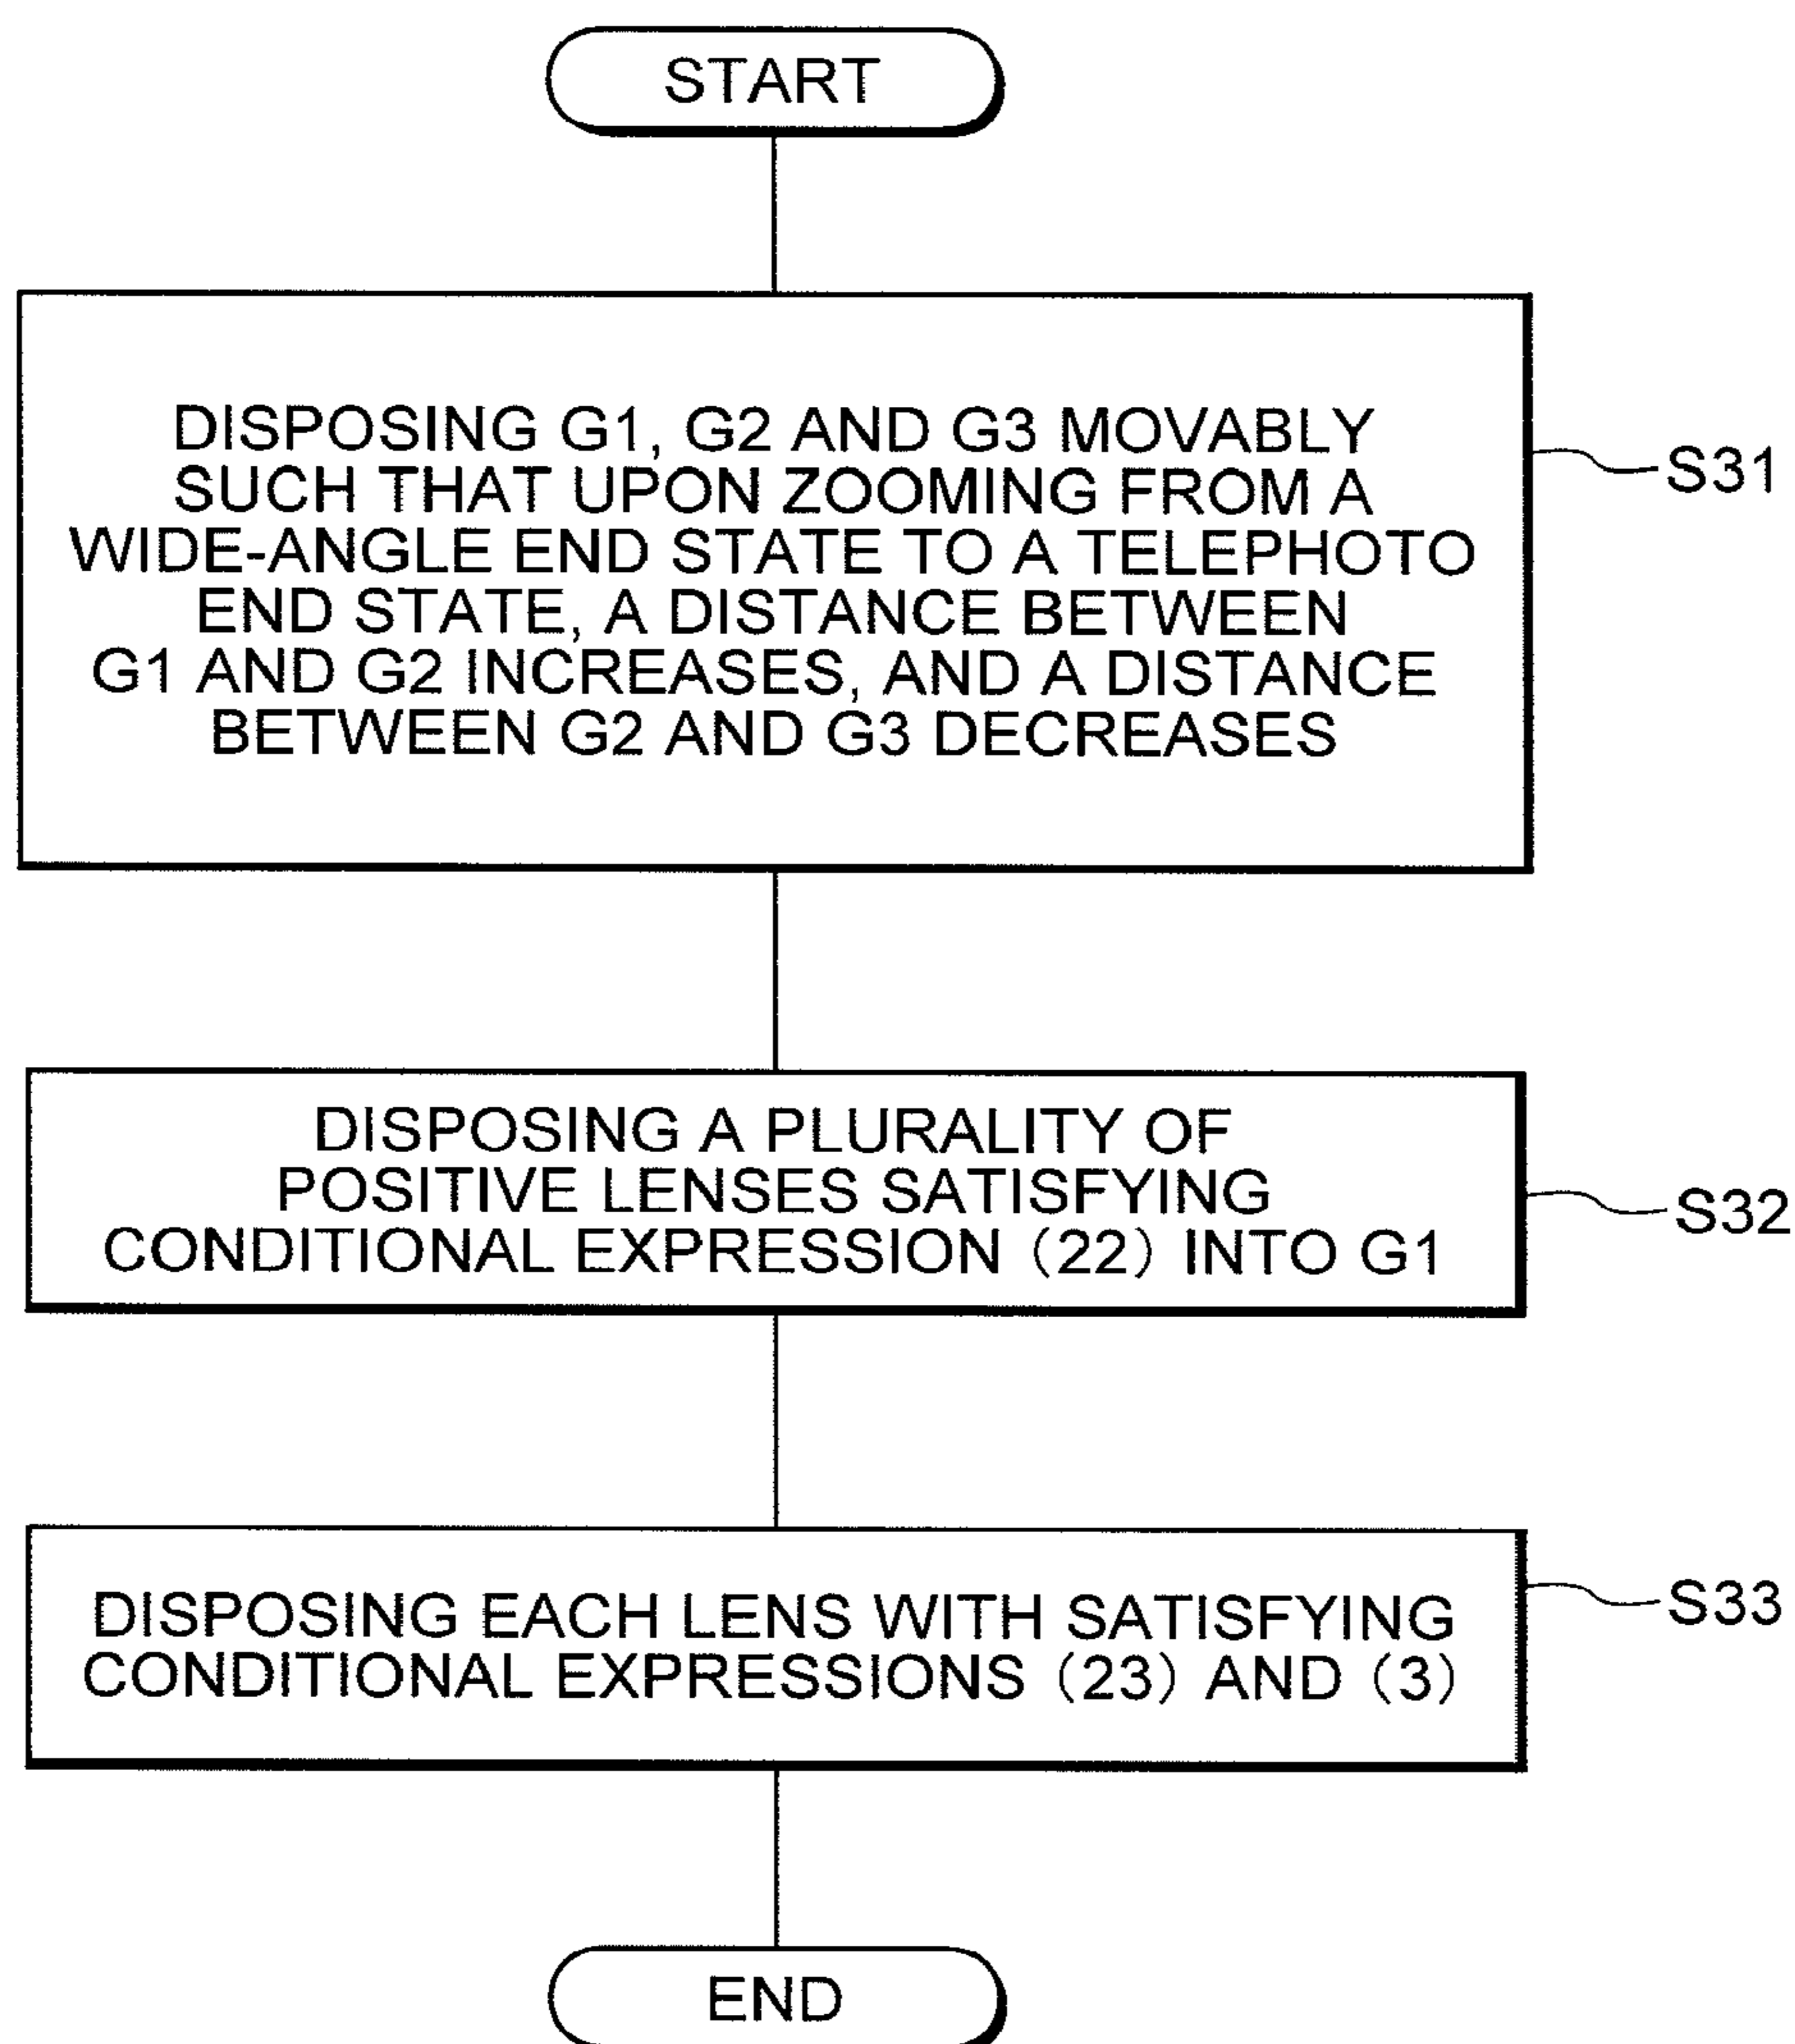 START
DISPOSING G1, G2 AND G3 MOVABLY
SUCH THAT UPON ZOOMING FROM A
WIDE-ANGLE END STATE TO A TELEPHOTO
END STATE, A DISTANCE BETWEEN
G1 AND G2 INCREASES, AND A DISTANCE
BETWEEN G2 AND G3 DECREASES
S31
DISPOSING A PLURALITY OF
POSITIVE LENSES SATISFYING
CONDITIONAL EXPRESSION (22) INTO G1
S32
DISPOSING EACH LENS WITH SATISFYING
CONDITIONAL EXPRESSIONS (23) AND (3)
S33
END